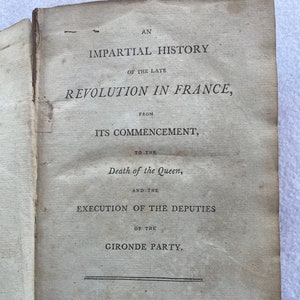 AN
IMPARTIAL HISTORY
OF THE LATE
REVOLUTION IN FRANCE,
FROM
ITS COMMENCEMENT,
TO THE
Death of the Queen,
AND THE
EXECUTION OF THE DEPUTIES
OF THE
GIRONDE PARTY.